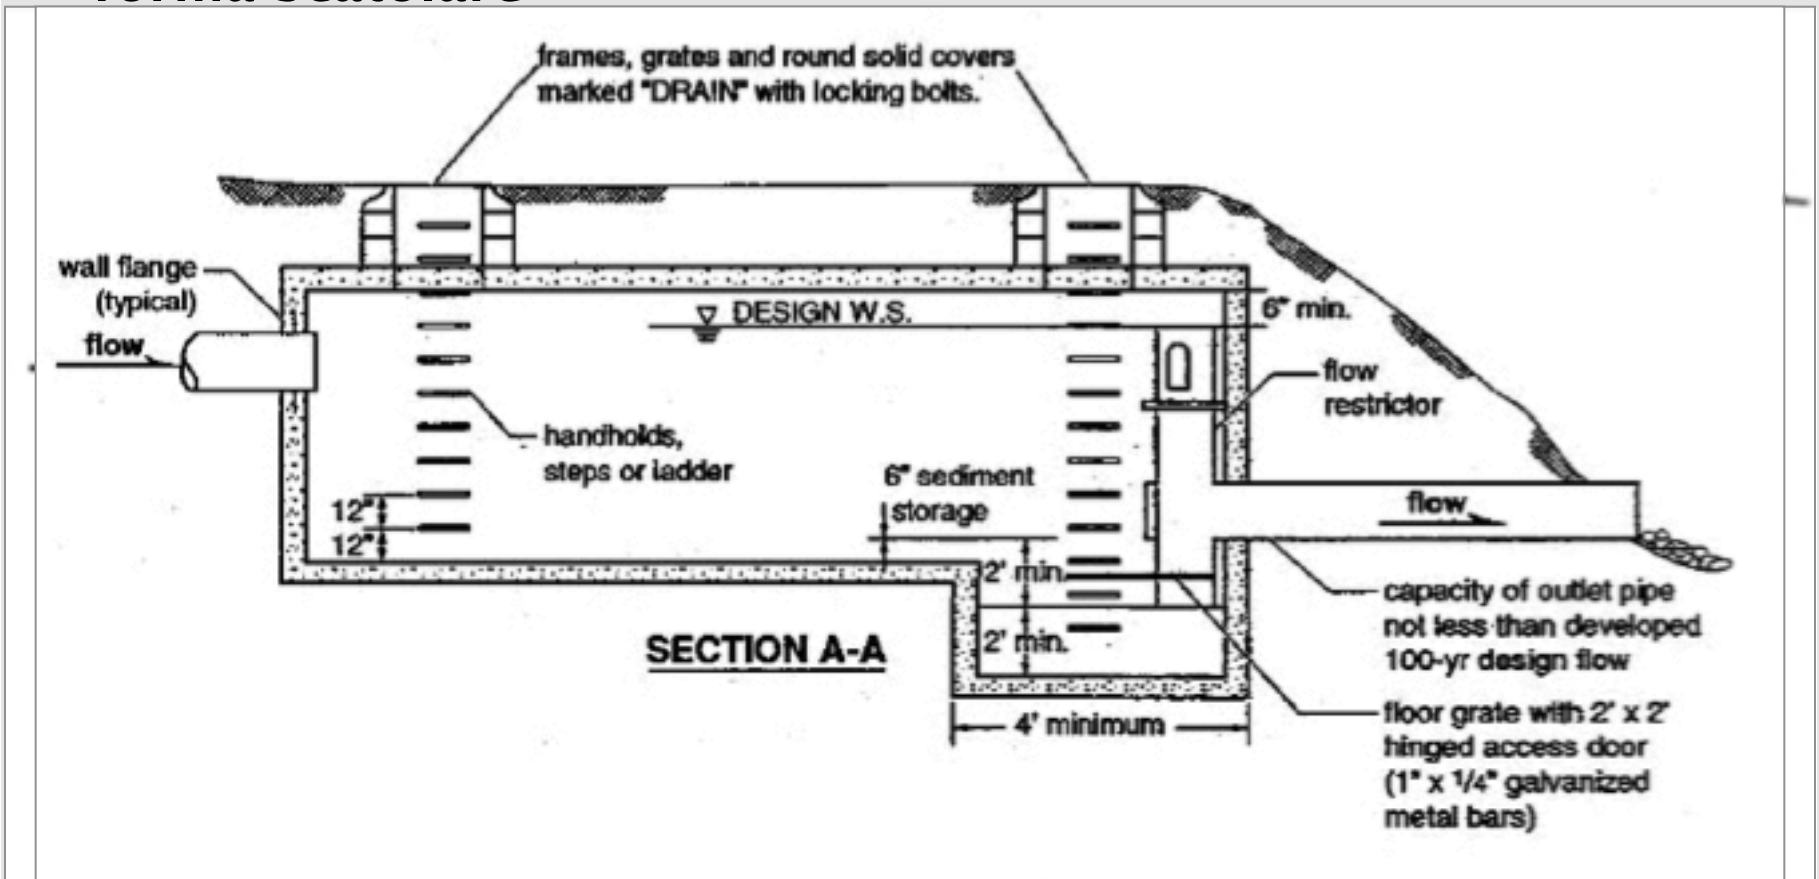 frames, grates and round solid covers
marked "DRAIN" with locking bolts.
wall flange
(typical)
flow
DESIGN W.S.
6" min.
flow
restrictor
handholds,
steps or ladder
6" sediment
storage
12"
12"
flow
2' min.
2' min.
SECTION A-A
4' minimum
capacity of outlet pipe
not less than developed
100-yr design flow
floor grate with 2' x 2'
hinged access door
(1" x 1/4" galvanized
metal bars)